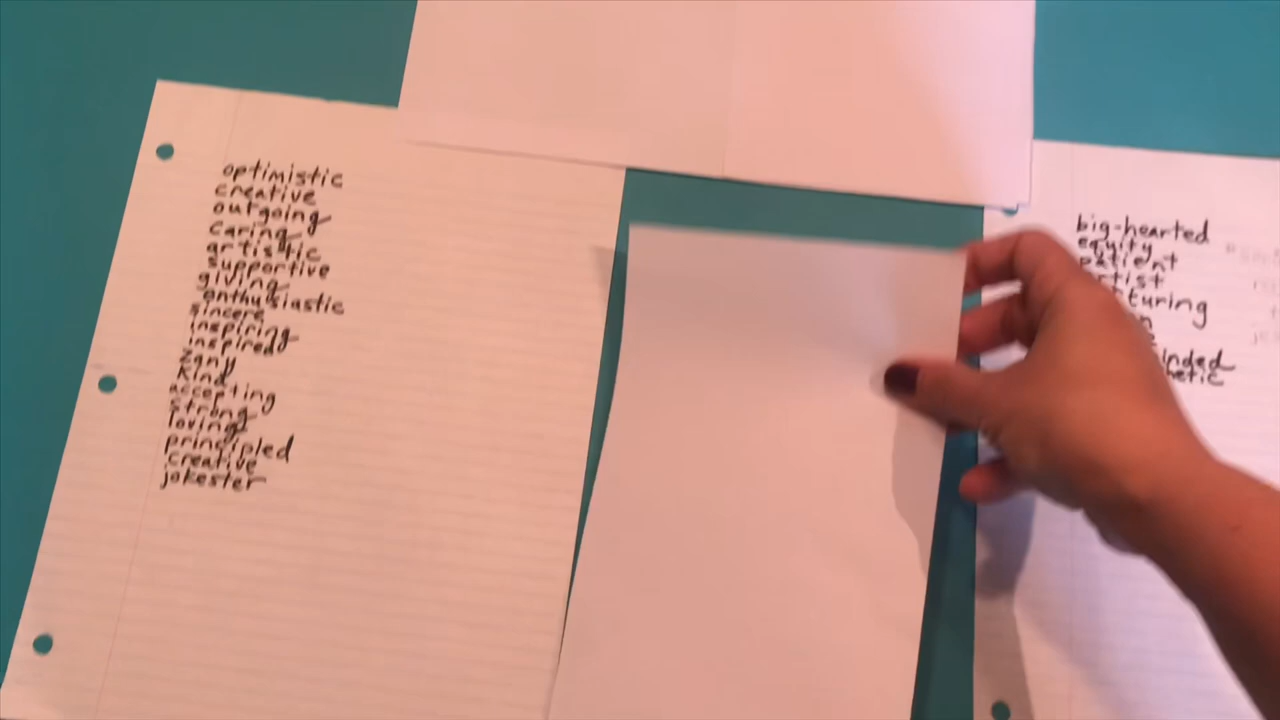 optimistic
creative
outgoing
caring
artistic
supportive
giving
enthusiastic
sincere
inspiring
inspired
zany
kind
accepting
strong
loving
principled
creative
jokester
big-hearted
equity
patient